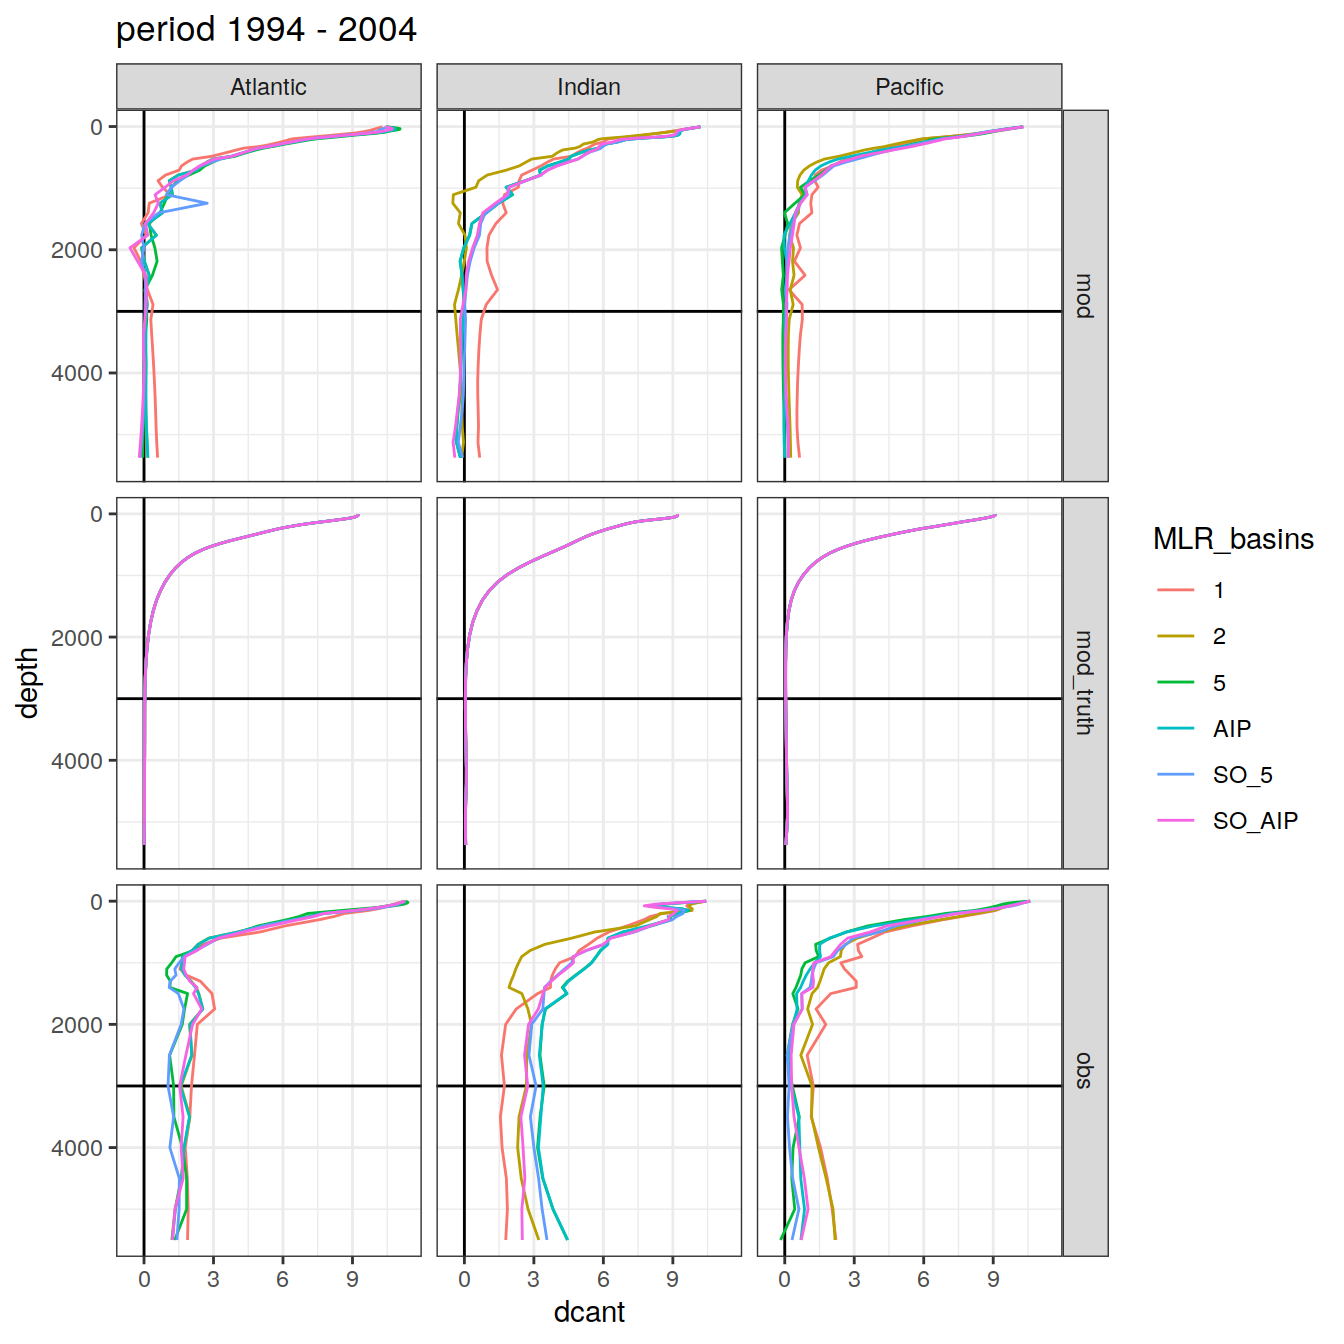 period 1994 - 2004
Atlantic
Indian
Pacific
0
2000
4000
mod
0
2000
4000
mod_truth
0
2000
4000
obs
0 3 6 9
0 3 6 9
0 3 6 9
dcant
depth
MLR_basins
1
2
5
AIP
SO_5
SO_AIP